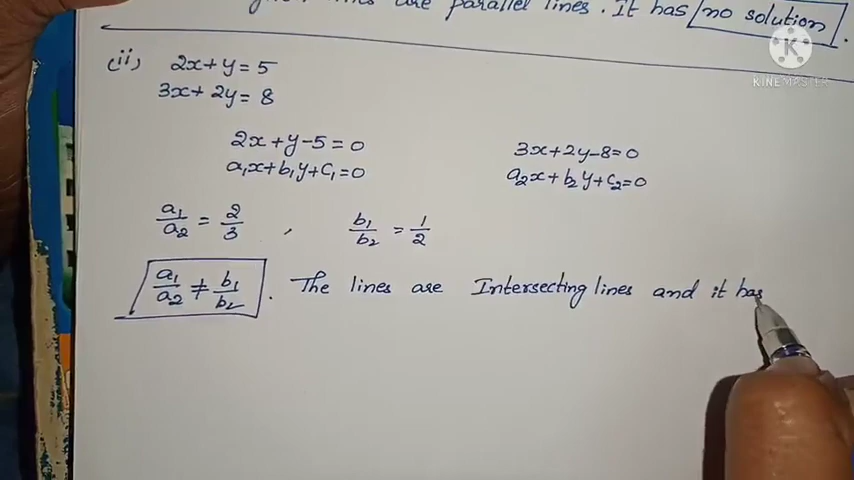 lines are parallel lines. It has no solution.
KINEMASTER
(ii) 2x+y=5
3x+2y=8
2x+y-5=0 3x+2y-8=0
a₁x+b₁y+c₁=0 a₂x+b₂y+c₂=0
a₁/a₂ = 2/3 , b₁/b₂ = 1/2
a₁/a₂ ≠ b₁/b₂ . The lines are Intersecting lines and it has